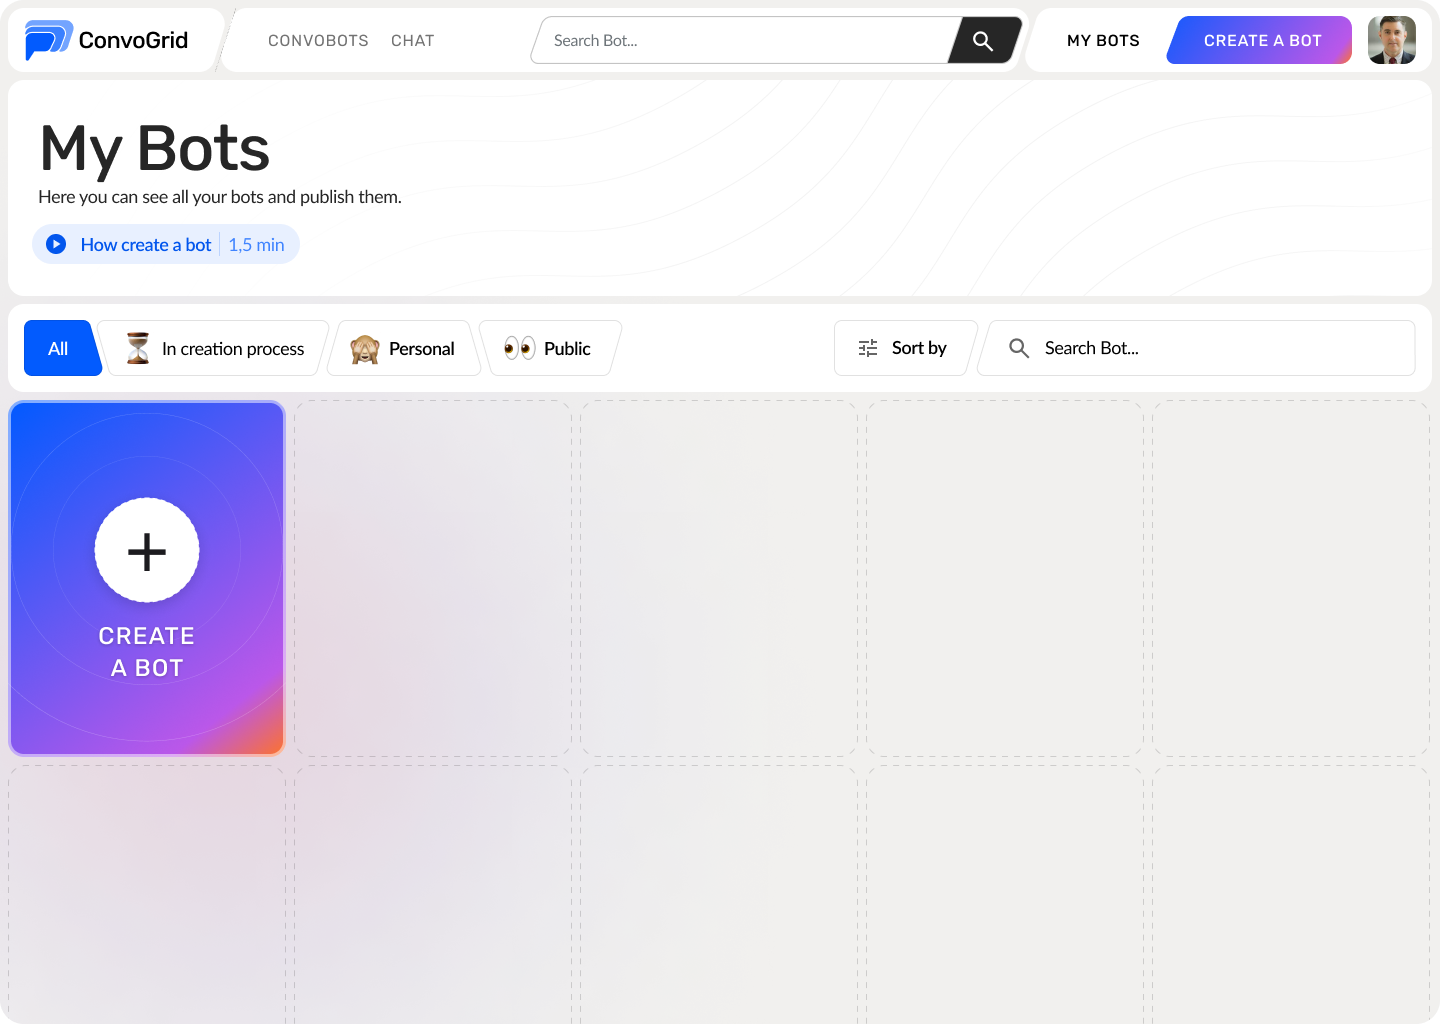 ConvoGrid
CONVOBOTS CHAT
Search Bot...
MY BOTS
CREATE A BOT
My Bots
Here you can see all your bots and publish them.
How create a bot 1,5 min
All
In creation process
Personal
Public
Sort by
Search Bot...
CREATE
A BOT